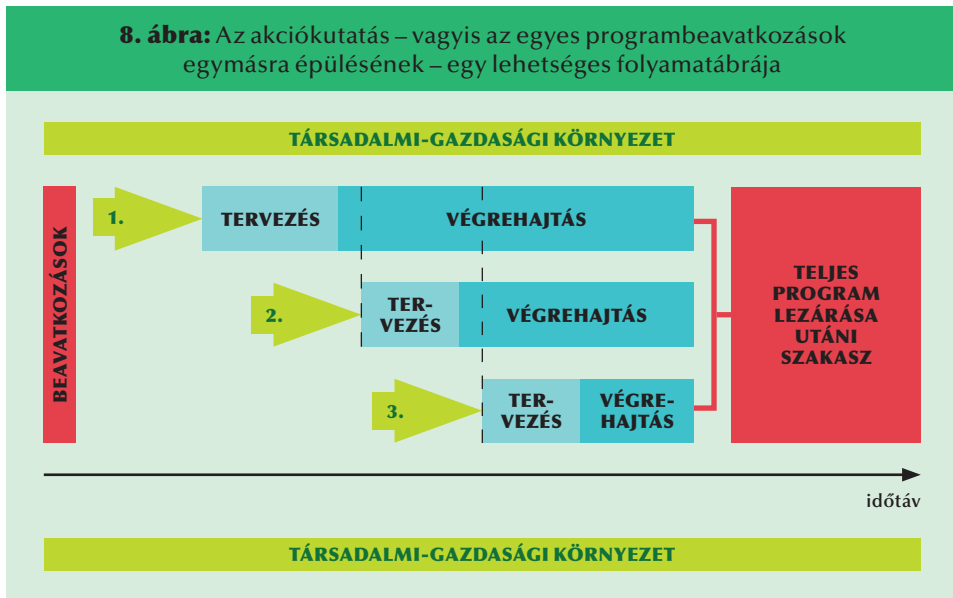 8. ábra: Az akciókutatás – vagyis az egyes programbeavatkozások
egymásra épülésének – egy lehetséges folyamatábrája
TÁRSADALMI-GAZDASÁGI KÖRNYEZET
BEAVATKOZÁSOK
1.
TERVEZÉS
VÉGREHAJTÁS
2.
TER-
VEZÉS
VÉGREHAJTÁS
3.
TER-
VEZÉS
VÉGRE-
HAJTÁS
TELJES
PROGRAM
LEZÁRÁSA
UTÁNI
SZAKASZ
időtáv
TÁRSADALMI-GAZDASÁGI KÖRNYEZET